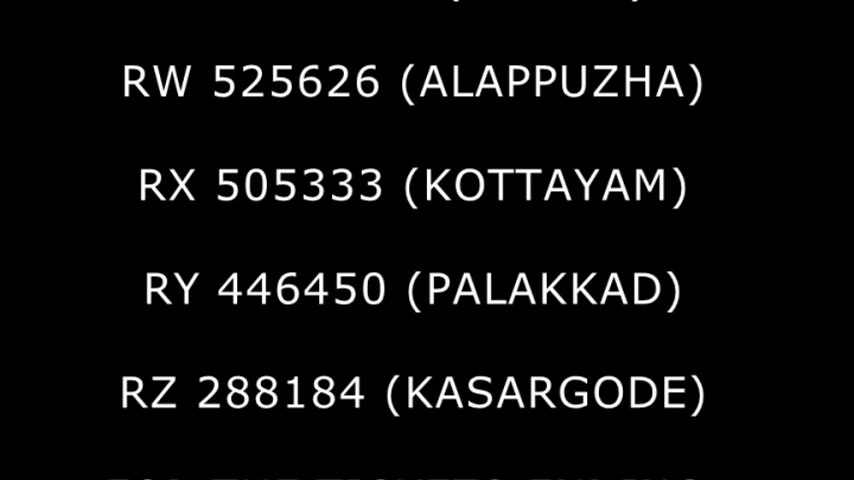 RW 525626 (ALAPPUZHA)
RX 505333 (KOTTAYAM)
RY 446450 (PALAKKAD)
RZ 288184 (KASARGODE)